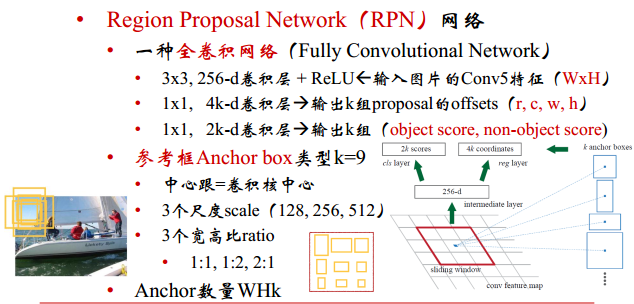 • Region Proposal Network（RPN）网络
• 一种全卷积网络（Fully Convolutional Network）
• 3x3, 256-d卷积层 + ReLU←输入图片的Conv5特征（WxH）
• 1x1, 4k-d卷积层→输出k组proposal的offsets（r, c, w, h）
• 1x1, 2k-d卷积层→输出k组（object score, non-object score）
• 参考框Anchor box类型k=9
• 中心跟=卷积核中心
• 3个尺度scale（128, 256, 512）
• 3个宽高比ratio
• 1:1, 1:2, 2:1
• Anchor数量WHk
2k scores
4k coordinates
k anchor boxes
cls layer
reg layer
256-d
intermediate layer
sliding window
conv feature map